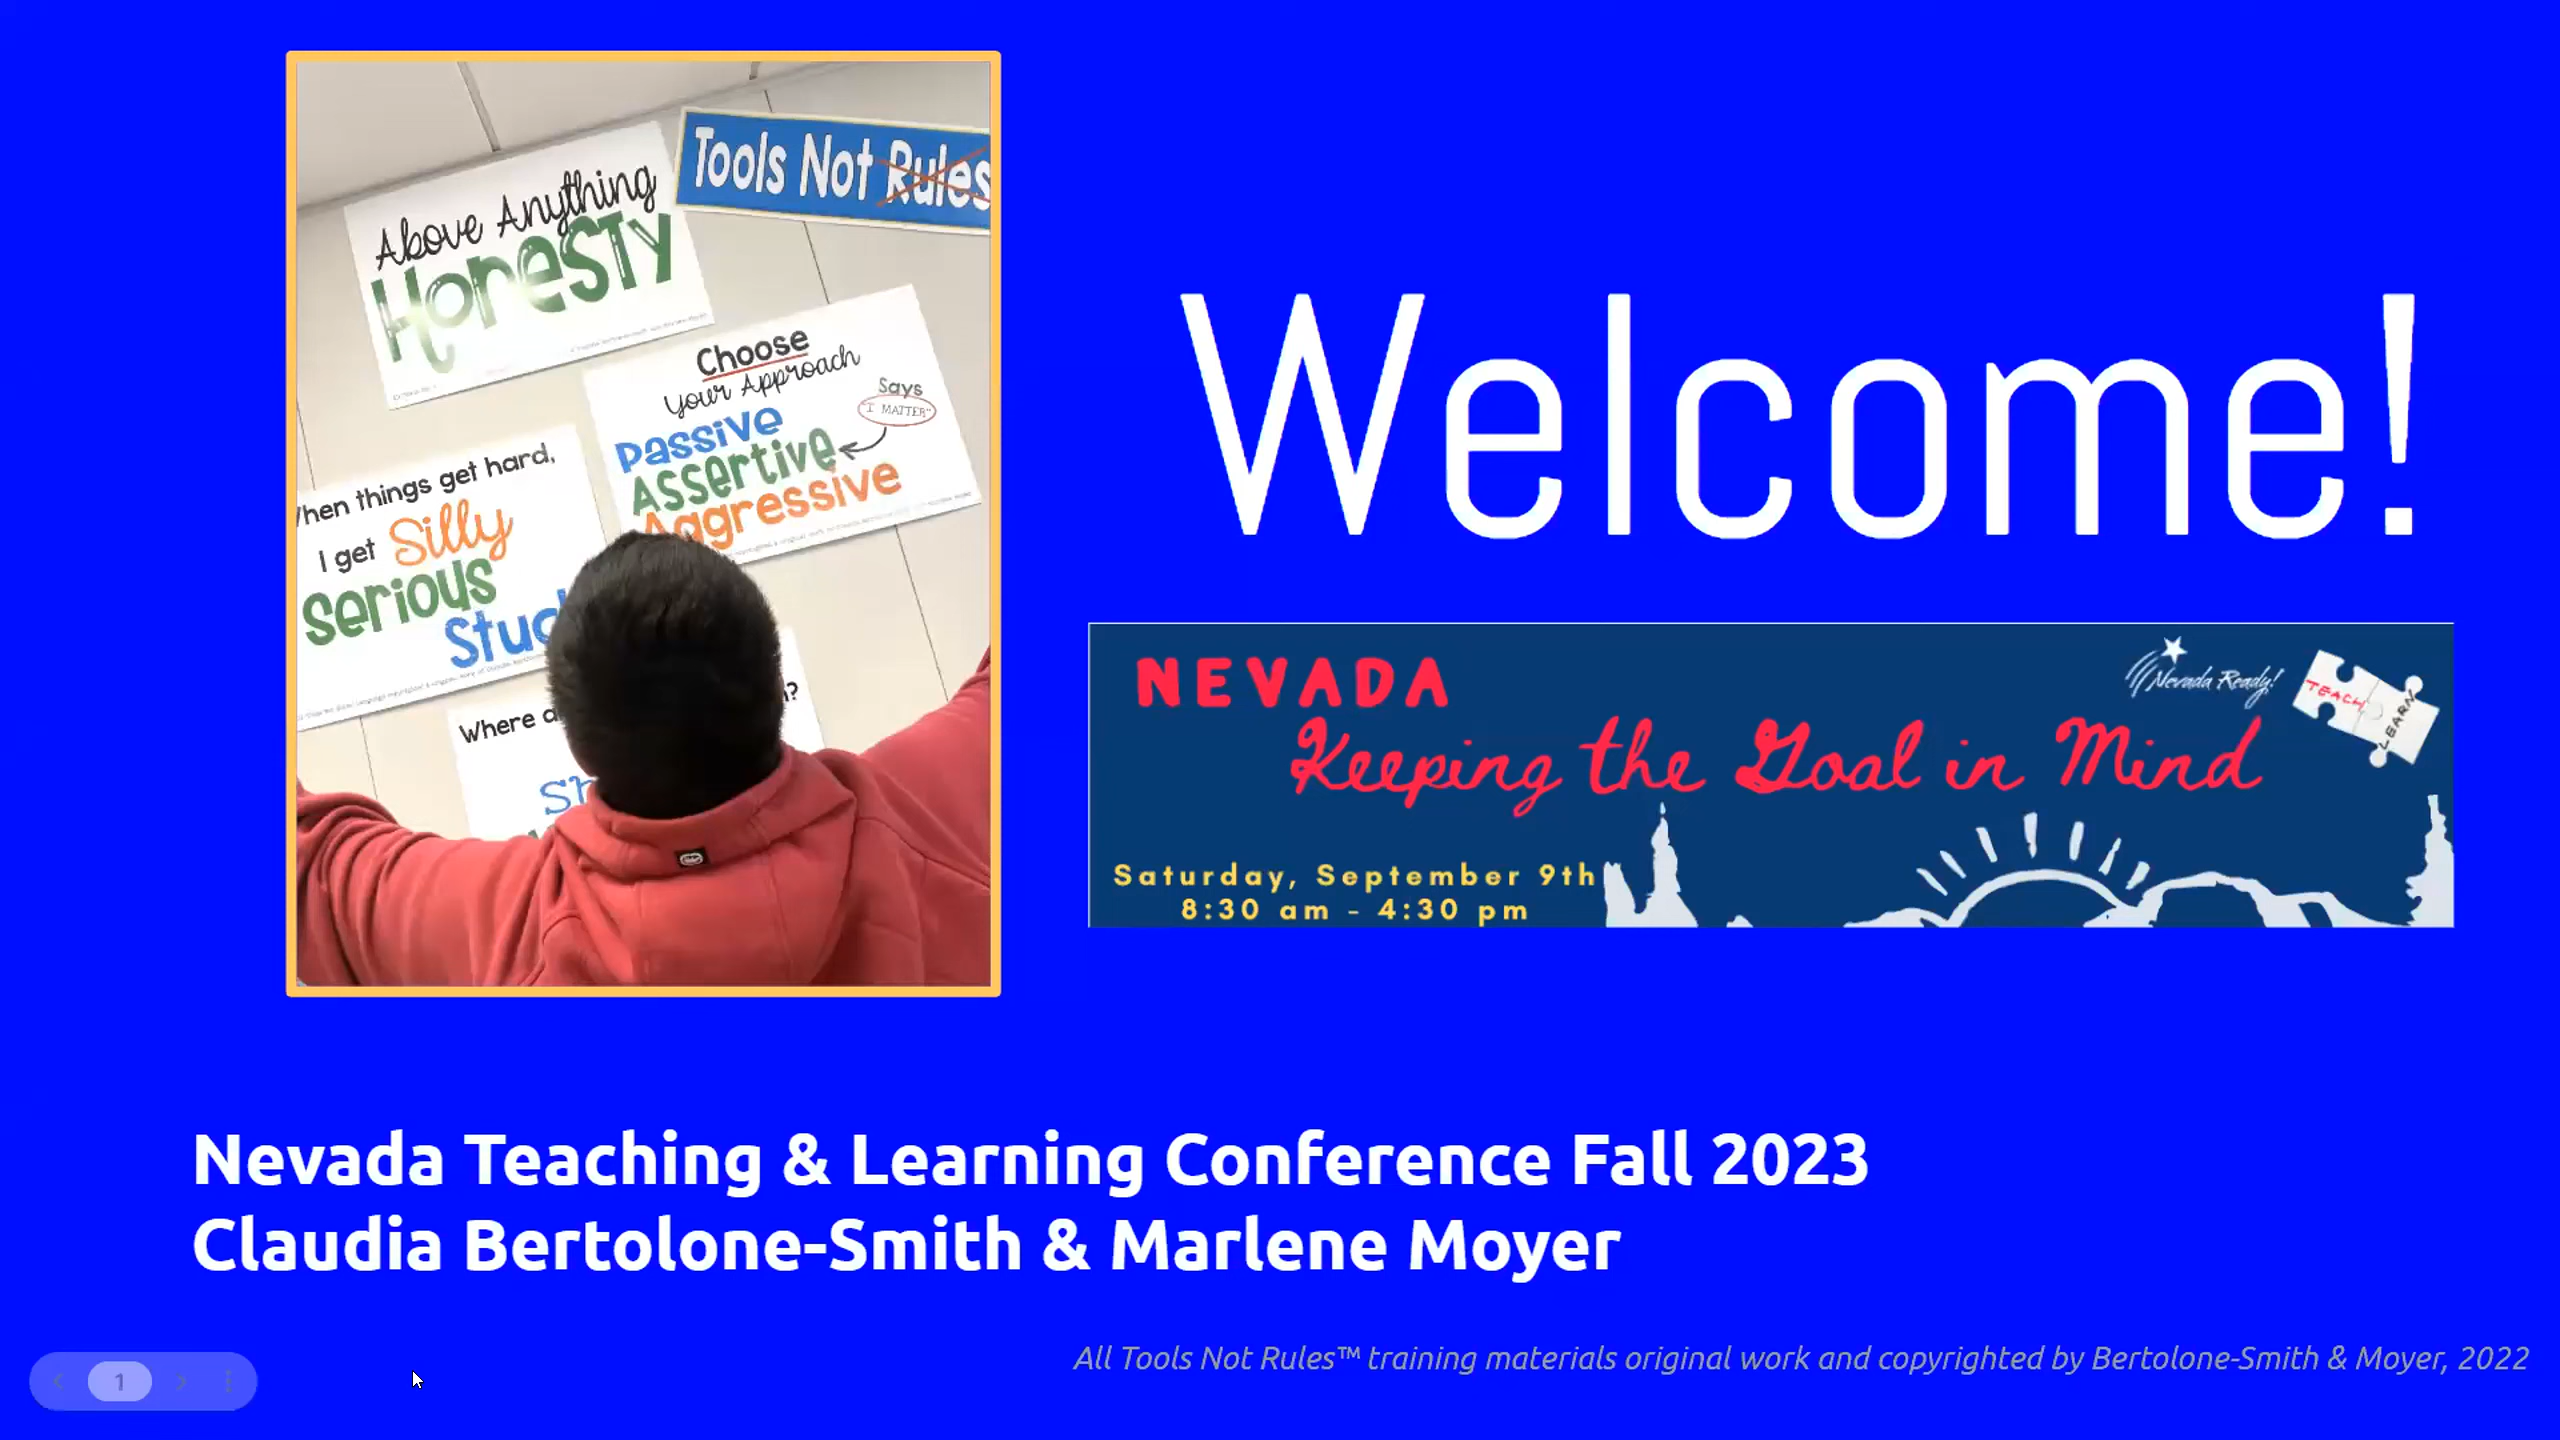 Tools Not Rules
Above Anything
Honesty
Choose
Your Approach
Says
"I MATTER"
Passive
Assertive
Aggressive
when things get hard,
I get Silly
Serious
Where
Welcome!
NEVADA
Keeping the Goal in Mind
Nevada Ready!
TEACH
LEARN
Saturday, September 9th
8:30 am - 4:30 pm
Nevada Teaching & Learning Conference Fall 2023
Claudia Bertolone-Smith & Marlene Moyer
All Tools Not Rules™ training materials original work and copyrighted by Bertolone-Smith & Moyer, 2022
1